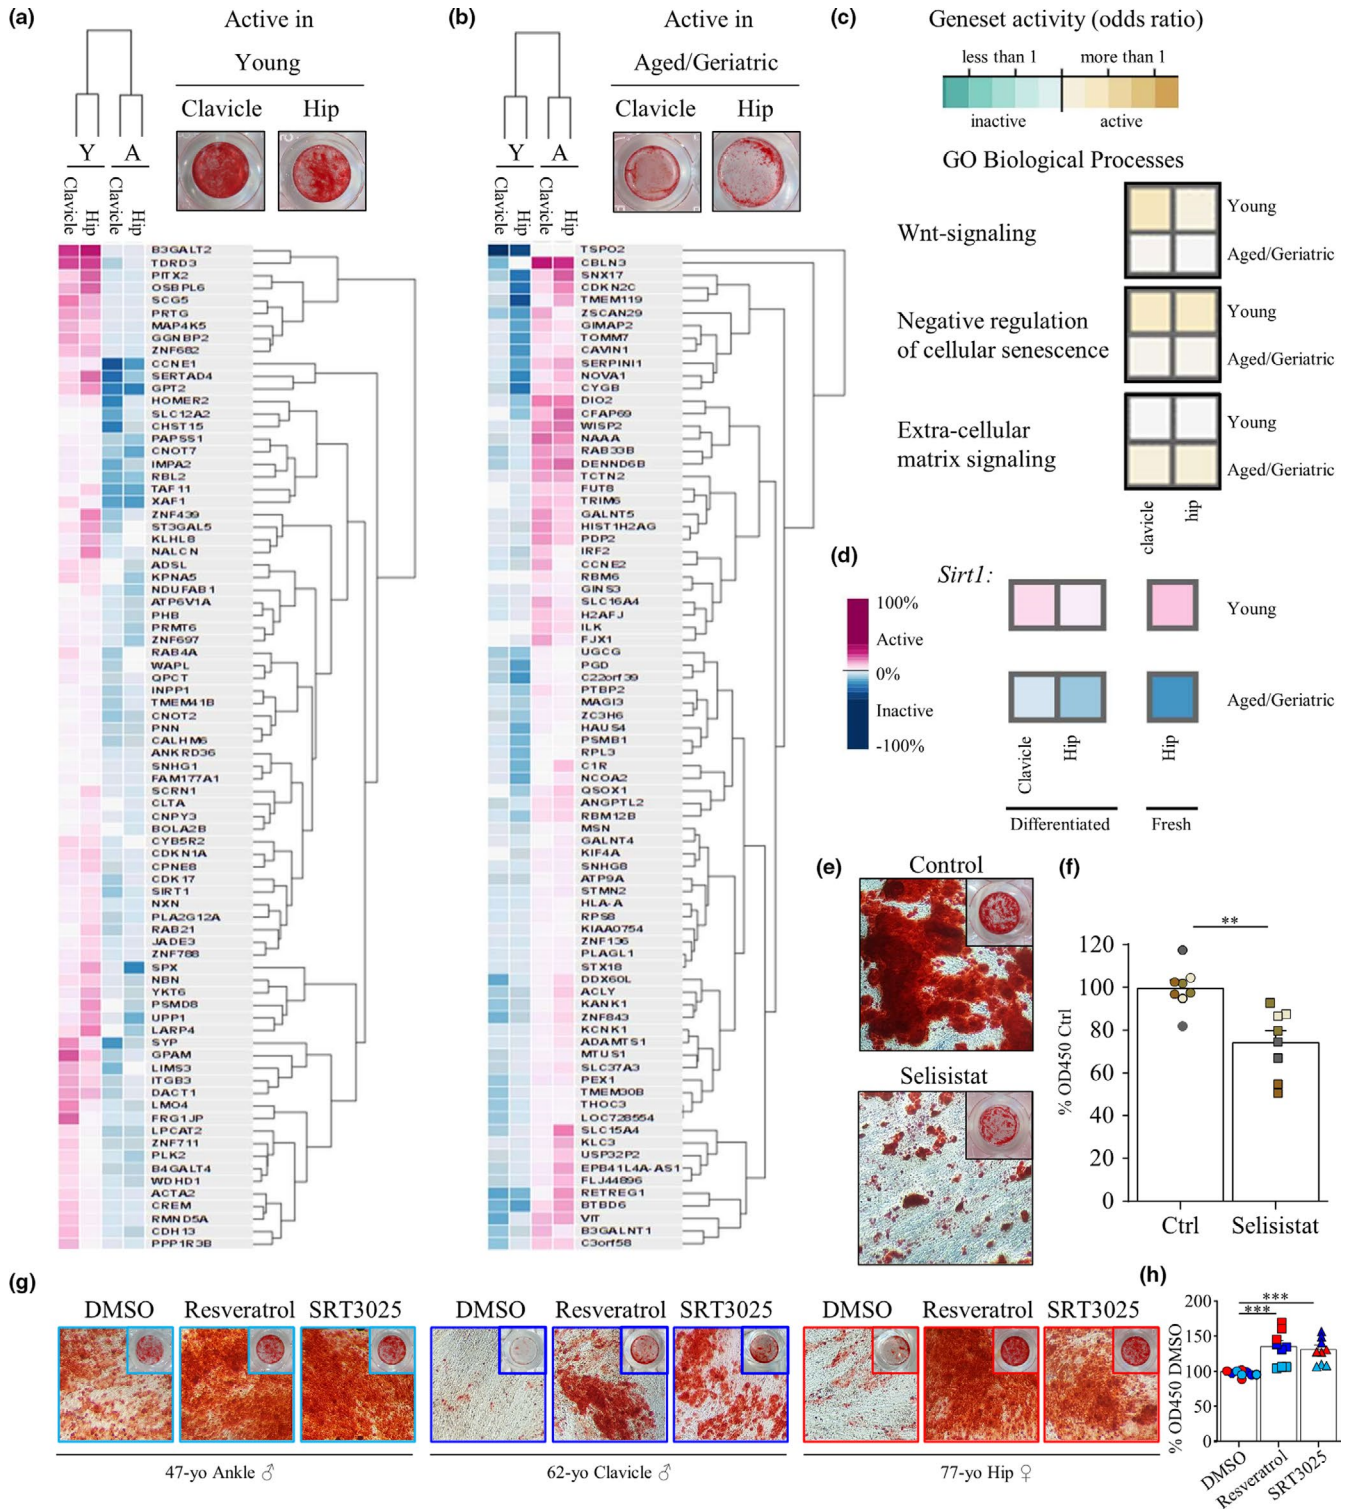 (a)
Active in
Young
Clavicle Hip
Y A
Clavicle
Hip
Clavicle
Hip
B3GALT2
TDRD3
PITX2
OSBPL6
SCG5
PRTG
MAP4K5
GGNBP2
ZNF682
CCNE1
SERTAD4
GPT2
HOMER2
SLC12A2
CHST15
PAPSS1
CNOT7
IMPA2
RBL2
TAF11
XAF1
ZNF439
ST3GAL5
KLHL8
NALCN
ADSL
KPNA5
NDUFAB1
ATP6V1A
PHB
PRMT6
ZNF697
RAB4A
WAPL
QPCT
INPP1
TMEM41B
CNOT2
PNN
CALHM6
ANKRD36
SNHG1
FAM177A1
SCRN1
CLTA
CNPY3
BOLA2B
CYB5R2
CDKN1A
CPNE8
CDK17
SIRT1
NXN
PLA2G12A
RAB21
JADE3
ZNF788
SPX
NBN
YKT6
PSMD8
UPP1
LARP4
SYP
GPAM
LIMS3
ITGB3
DACT1
LMO4
FRG1JP
LPCAT2
ZNF711
PLK2
B4GALT4
WDHD1
ACTA2
CREM
RMND5A
CDH13
PPP1R3B
(b)
Active in
Aged/Geriatric
Clavicle Hip
Y A
Clavicle
Hip
Clavicle
Hip
TSPO2
CBLN3
SNX17
CDKN2C
TMEM119
ZSCAN29
GIMAP2
TOMM7
CAVIN1
SERPINI1
NOVA1
CYGB
DIO2
CFAP69
WISP2
NAAA
RAB33B
DENND6B
TCTN2
FUT8
TRIM6
GALNT5
HIST1H2AG
PDP2
IRF2
CCNE2
RBM6
GINS3
SLC16A4
H2AFJ
ILK
FJX1
UGCG
PGD
C22orf39
PTBP2
MAGI3
ZC3H6
HAUS4
PSMB1
RPL3
C1R
NCOA2
QSOX1
ANGPTL2
RBM12B
MSN
GALNT4
KIF4A
SNHG8
ATP9A
STMN2
HLA-A
RPS8
KIAA0754
ZNF136
PLAGL1
STX18
DDX60L
ACLY
KANK1
ZNF843
KCNK1
ADAMTS1
MTUS1
SLC37A3
PEX1
TMEM30B
THOC3
LOC728554
SLC15A4
KLC3
USP32P2
EPB41L4A-AS1
FLJ44896
RETREG1
BTBD6
VIT
B3GALNT1
C3orf58
(c)
Geneset activity (odds ratio)
less than 1 more than 1
inactive active
GO Biological Processes
Wnt-signaling
Young
Aged/Geriatric
Negative regulation
of cellular senescence
Young
Aged/Geriatric
Extra-cellular
matrix signaling
Young
Aged/Geriatric
clavicle
hip
(d)
Sirt1:
100%
Active
0%
Inactive
-100%
Young
Aged/Geriatric
Clavicle
Hip
Hip
Differentiated Fresh
(e)
Control
Selisistat
(f)
% OD450 Ctrl
**
120
100
80
60
40
20
0
Ctrl Selisistat
(g)
DMSO Resveratrol SRT3025
47-yo Ankle ♂
DMSO Resveratrol SRT3025
62-yo Clavicle ♂
DMSO Resveratrol SRT3025
77-yo Hip ♀
(h)
% OD450 DMSO
***
***
200
150
100
50
0
DMSO
Resveratrol
SRT3025